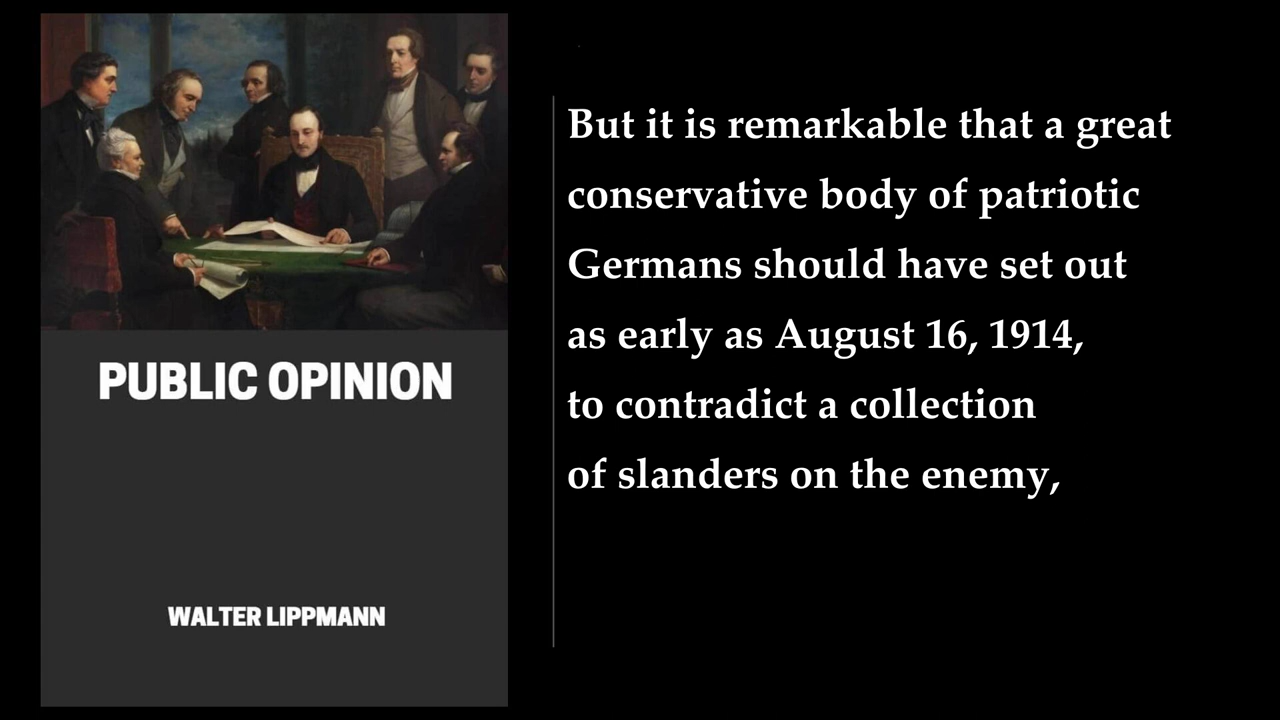 PUBLIC OPINION
WALTER LIPPMANN
But it is remarkable that a great
conservative body of patriotic
Germans should have set out
as early as August 16, 1914,
to contradict a collection
of slanders on the enemy,